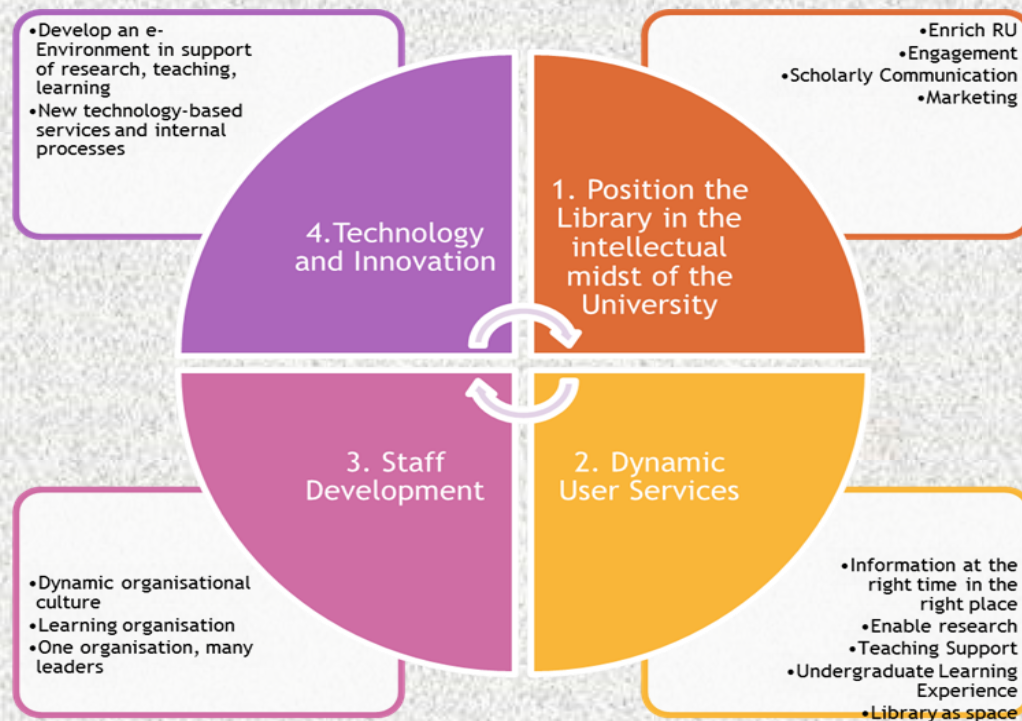 •Develop an e-
Environment in support
of research, teaching,
learning
•New technology-based
services and internal
processes
•Enrich RU
•Engagement
•Scholarly Communication
•Marketing
4.Technology
and Innovation
1. Position the
Library in the
intellectual
midst of the
University
3. Staff
Development
2. Dynamic
User Services
•Dynamic organisational
culture
•Learning organisation
•One organisation, many
leaders
•Information at the
right time in the
right place
•Enable research
•Teaching Support
•Undergraduate Learning
Experience
•Library as space